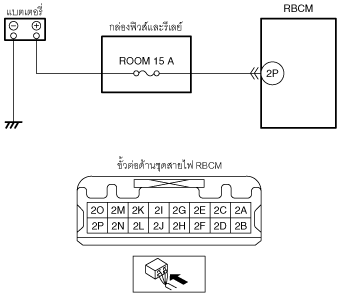 แบตเตอรี่
RBCM
กล่องฟิวส์และรีเลย์
ROOM 15 A
2P
ขั้วต่อด้านชุดสายไฟ RBCM
2O 2M 2K 2I 2G 2E 2C 2A
2P 2N 2L 2J 2H 2F 2D 2B